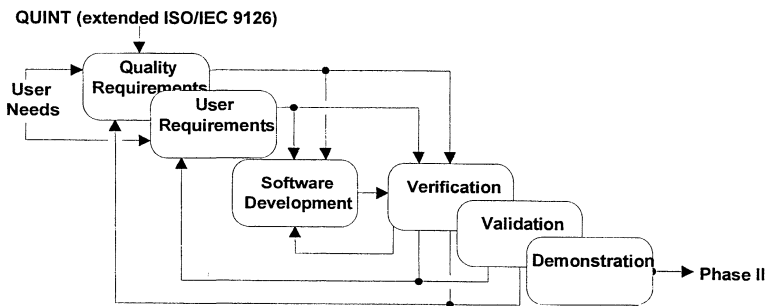 QUINT (extended ISO/IEC 9126)
Quality
Requirements
User
Needs
User
Requirements
Software
Development
Verification
Validation
Demonstration
Phase II